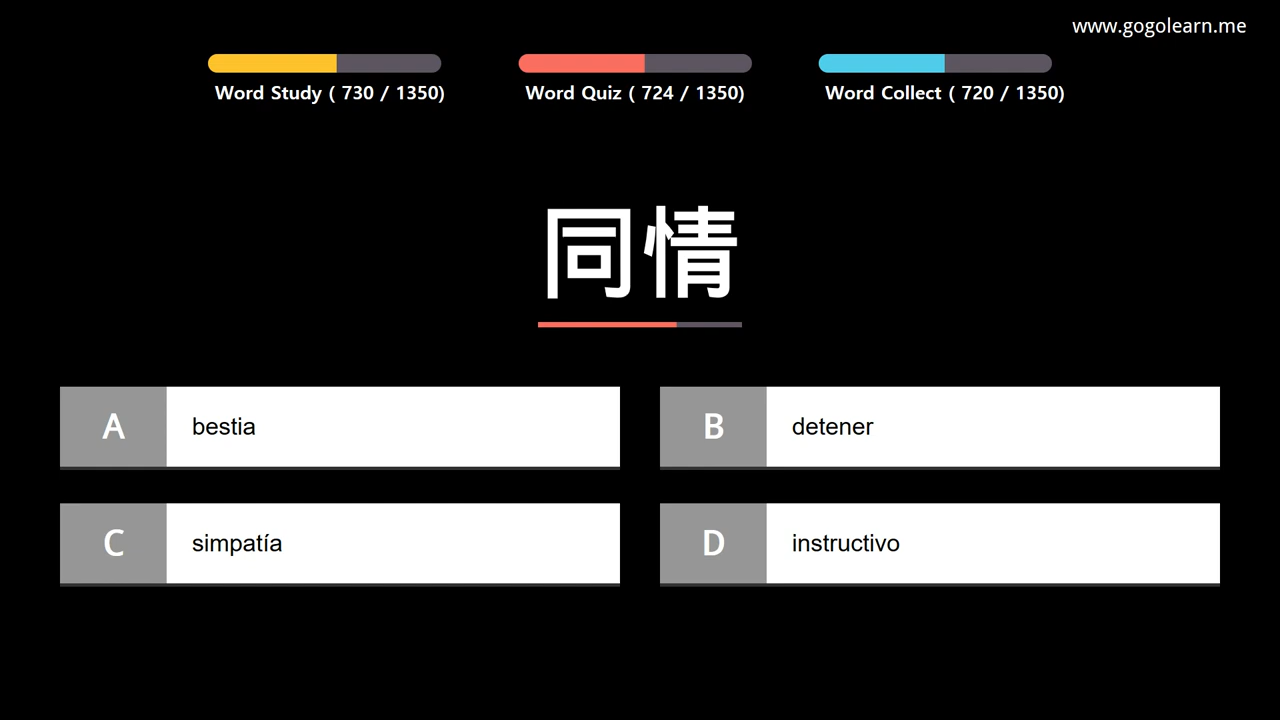 www.gogolearn.me
Word Study ( 730 / 1350)
Word Quiz ( 724 / 1350)
Word Collect ( 720 / 1350)
同情
A bestia
B detener
C simpatía
D instructivo